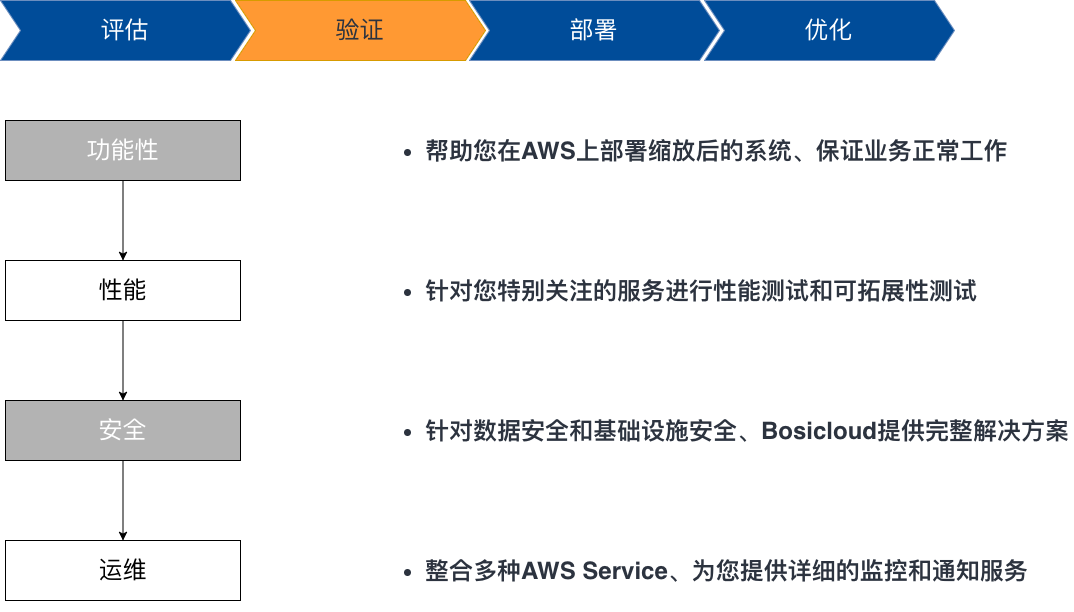 评估
验证
部署
优化
功能性
• 帮助您在AWS上部署缩放后的系统、保证业务正常工作
性能
• 针对您特别关注的服务进行性能测试和可拓展性测试
安全
• 针对数据安全和基础设施安全、Bosicloud提供完整解决方案
运维
• 整合多种AWS Service、为您提供详细的监控和通知服务